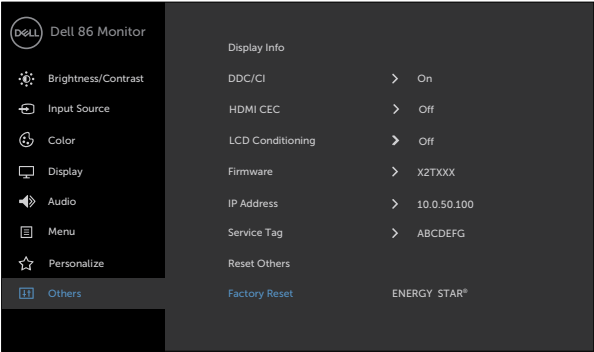 DELL Dell 86 Monitor
Display Info
Brightness/Contrast DDC/CI > On
Input Source HDMI CEC > Off
Color LCD Conditioning > Off
Display Firmware > X2TXXX
Audio IP Address > 10.0.50.100
Menu Service Tag > ABCDEFG
Personalize Reset Others
Others Factory Reset ENERGY STAR®